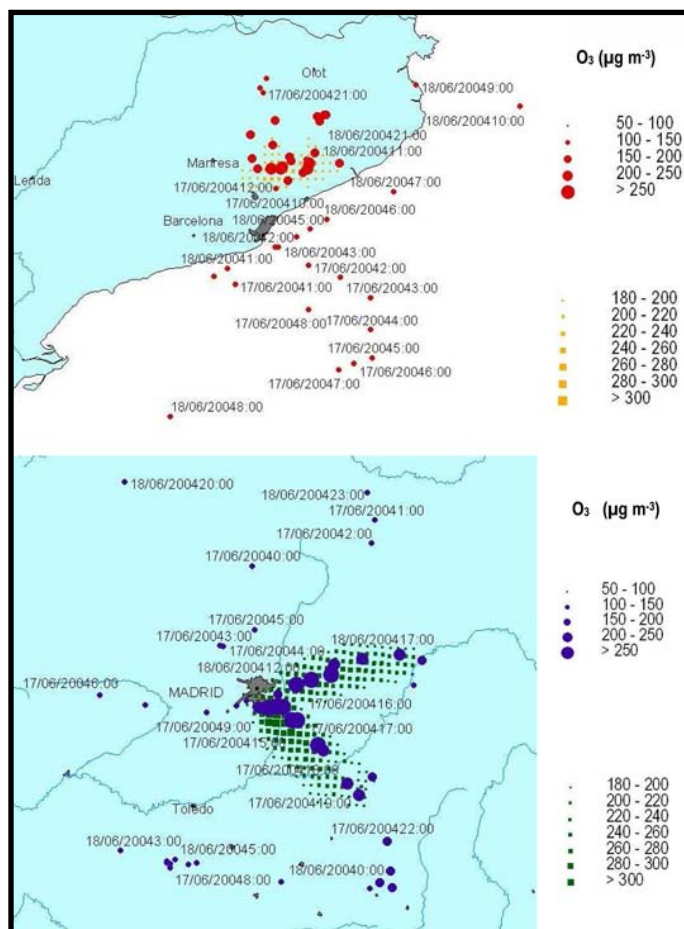 O₃ (µg m⁻³)
50 - 100
100 - 150
150 - 200
200 - 250
> 250
Olot
17/06/200421:00
18/06/20049:00
18/06/200410:00
18/06/200421:00
18/06/200411:00
Manresa
Lerida
17/06/200412:00
18/06/20047:00
17/06/200410:00
18/06/20046:00
Barcelona
18/06/20045:00
18/06/20042:00
18/06/20043:00
18/06/20041:00
17/06/20042:00
17/06/20041:00
17/06/20043:00
17/06/20048:00
17/06/20044:00
17/06/20045:00
17/06/20046:00
17/06/20047:00
18/06/20048:00
180 - 200
200 - 220
220 - 240
240 - 260
260 - 280
280 - 300
> 300
O₃ (µg m⁻³)
50 - 100
100 - 150
150 - 200
200 - 250
> 250
18/06/200420:00
18/06/200423:00
17/06/20041:00
17/06/20042:00
17/06/20040:00
17/06/20045:00
17/06/20043:00
17/06/20044:00
18/06/200417:00
18/06/200412:00
17/06/20046:00
MADRID
17/06/200416:00
17/06/20049:00
17/06/200417:00
17/06/200415:00
17/06/200419:00
Toledo
17/06/200422:00
18/06/20043:00
18/06/20045:00
18/06/20040:00
17/06/20048:00
180 - 200
200 - 220
220 - 240
240 - 260
260 - 280
280 - 300
> 300